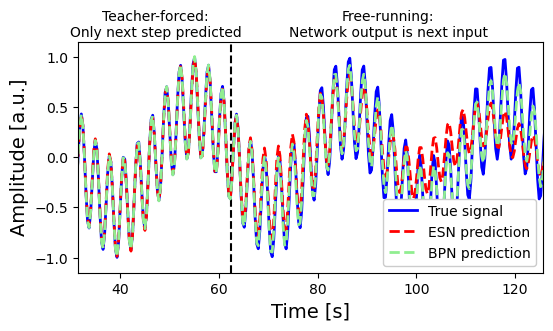 Teacher-forced:
Only next step predicted
Free-running:
Network output is next input
Amplitude [a.u.]
1.0
0.5
0.0
−0.5
−1.0
True signal
ESN prediction
BPN prediction
40
60
80
100
120
Time [s]